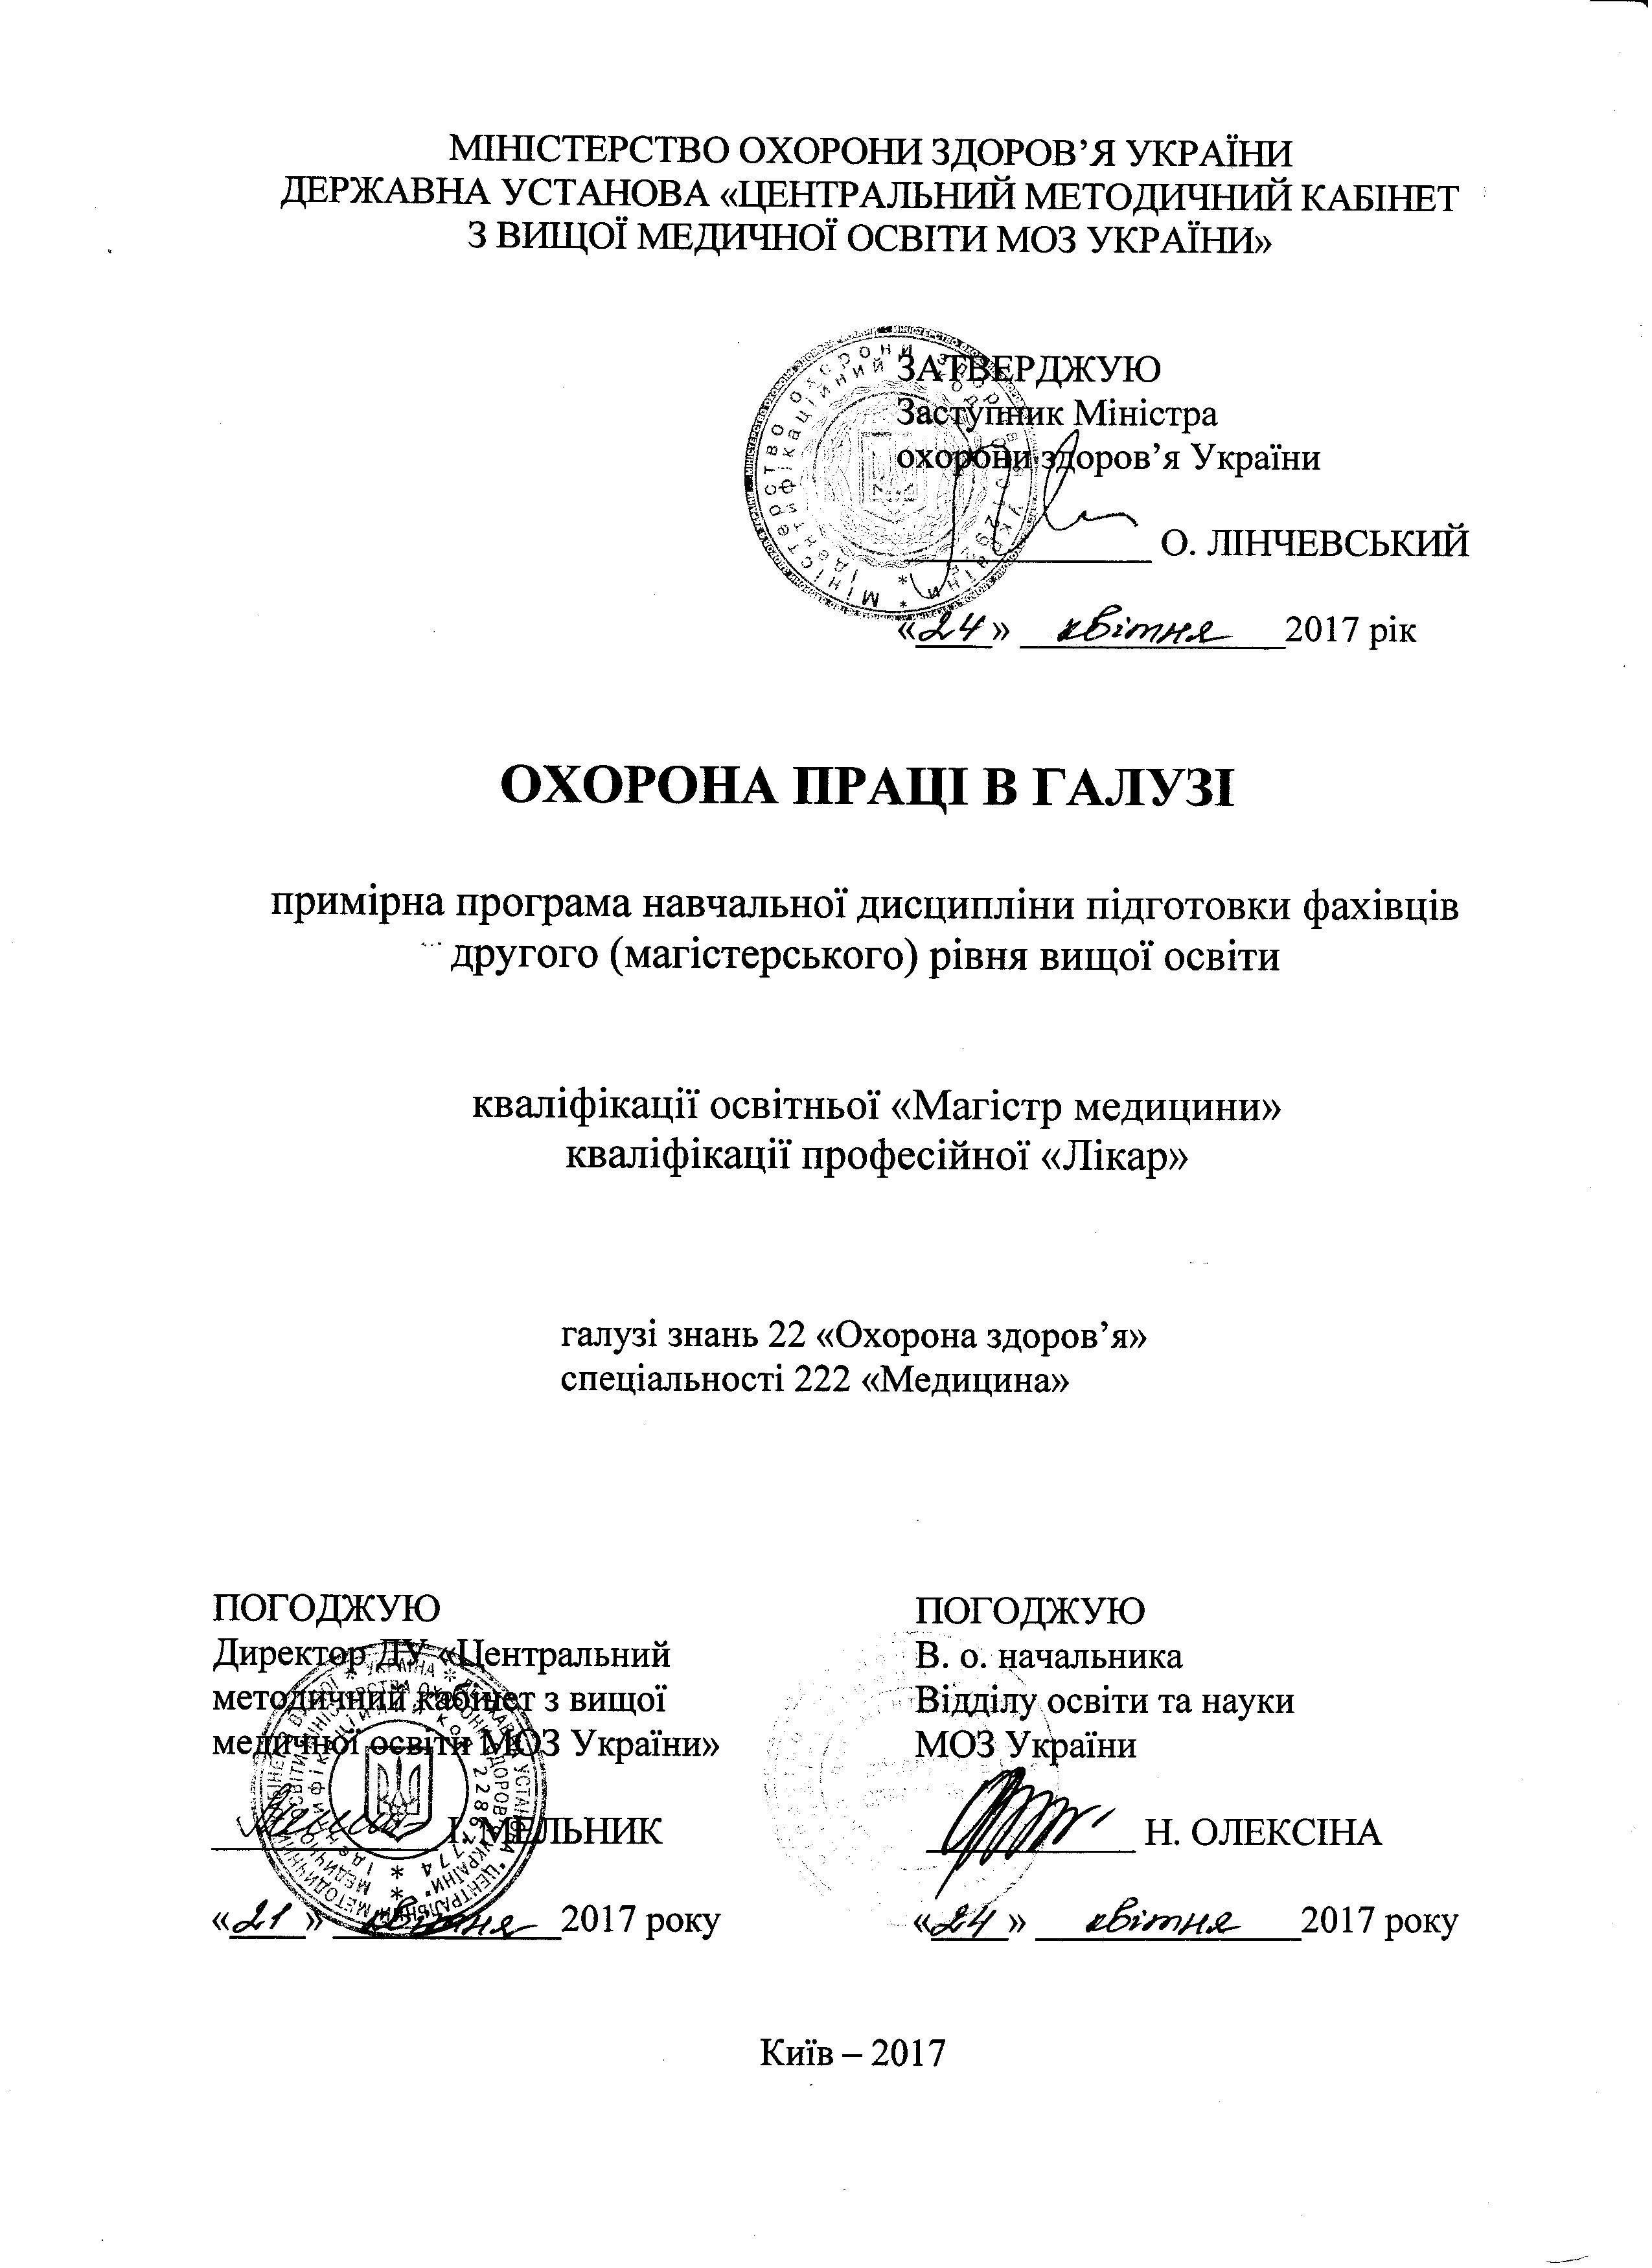 МІНІСТЕРСТВО ОХОРОНИ ЗДОРОВ’Я УКРАЇНИ
ДЕРЖАВНА УСТАНОВА «ЦЕНТРАЛЬНИЙ МЕТОДИЧНИЙ КАБІНЕТ
З ВИЩОЇ МЕДИЧНОЇ ОСВІТИ МОЗ УКРАЇНИ»
ЗАТВЕРДЖУЮ
Заступник Міністра
охорони здоров’я України
О. ЛІНЧЕВСЬКИЙ
«24» квітня 2017 рік
ОХОРОНА ПРАЦІ В ГАЛУЗІ
примірна програма навчальної дисципліни підготовки фахівців
другого (магістерського) рівня вищої освіти
кваліфікації освітньої «Магістр медицини»
кваліфікації професійної «Лікар»
галузі знань 22 «Охорона здоров’я»
спеціальності 222 «Медицина»
ПОГОДЖУЮ
Директор ДУ «Центральний
методичний кабінет з вищої
медичної освіти МОЗ України»
І. МЕЛЬНИК
«21» квітня 2017 року
ПОГОДЖУЮ
В. о. начальника
Відділу освіти та науки
МОЗ України
Н. ОЛЕКСІНА
«24» квітня 2017 року
Київ – 2017